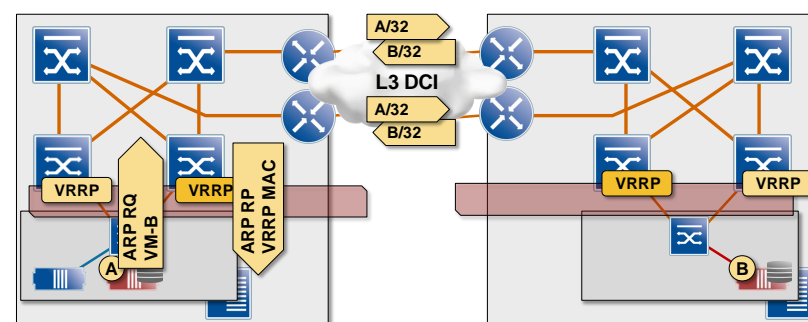 A/32
B/32
L3 DCI
A/32
B/32
VRRP
VRRP
ARP RQ
VM-B
ARP RP
VRRP MAC
VRRP
VRRP
A
B